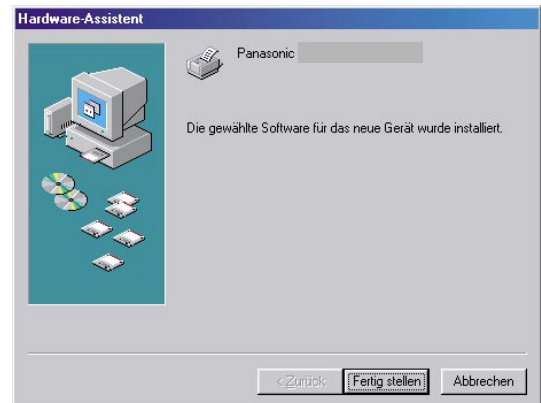 Hardware-Assistent
Panasonic
Die gewählte Software für das neue Gerät wurde installiert.
< Zurück
Fertig stellen
Abbrechen